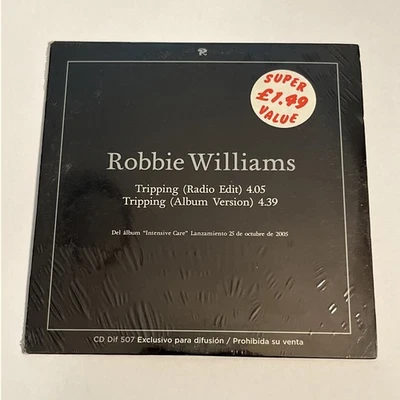 R
SUPER
£1.49
VALUE
Robbie Williams
Tripping (Radio Edit) 4.05
Tripping (Album Version) 4.39
Del álbum "Intensive Care" Lanzamiento 25 de octubre de 2005
CD Dif 507 Exclusivo para difusión / Prohibida su venta